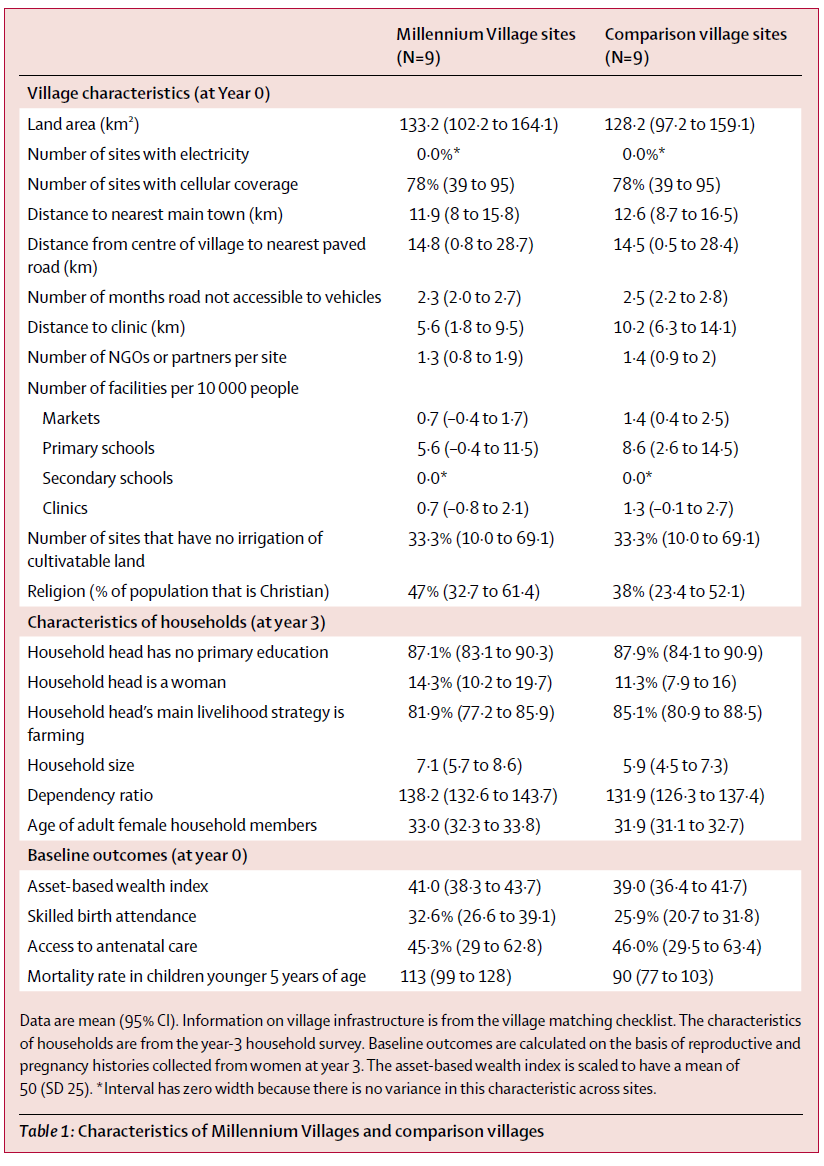 Millennium Village sites Comparison village sites
(N=9) (N=9)
Village characteristics (at Year 0)
Land area (km²) 133·2 (102·2 to 164·1) 128·2 (97·2 to 159·1)
Number of sites with electricity 0·0%* 0·0%*
Number of sites with cellular coverage 78% (39 to 95) 78% (39 to 95)
Distance to nearest main town (km) 11·9 (8 to 15·8) 12·6 (8·7 to 16·5)
Distance from centre of village to nearest paved 14·8 (0·8 to 28·7) 14·5 (0·5 to 28·4)
road (km)
Number of months road not accessible to vehicles 2·3 (2·0 to 2·7) 2·5 (2·2 to 2·8)
Distance to clinic (km) 5·6 (1·8 to 9·5) 10·2 (6·3 to 14·1)
Number of NGOs or partners per site 1·3 (0·8 to 1·9) 1·4 (0·9 to 2)
Number of facilities per 10 000 people
Markets 0·7 (–0·4 to 1·7) 1·4 (0·4 to 2·5)
Primary schools 5·6 (–0·4 to 11·5) 8·6 (2·6 to 14·5)
Secondary schools 0·0* 0·0*
Clinics 0·7 (–0·8 to 2·1) 1·3 (–0·1 to 2·7)
Number of sites that have no irrigation of 33·3% (10·0 to 69·1) 33·3% (10·0 to 69·1)
cultivatable land
Religion (% of population that is Christian) 47% (32·7 to 61·4) 38% (23·4 to 52·1)
Characteristics of households (at year 3)
Household head has no primary education 87·1% (83·1 to 90·3) 87·9% (84·1 to 90·9)
Household head is a woman 14·3% (10·2 to 19·7) 11·3% (7·9 to 16)
Household head's main livelihood strategy is 81·9% (77·2 to 85·9) 85·1% (80·9 to 88·5)
farming
Household size 7·1 (5·7 to 8·6) 5·9 (4·5 to 7·3)
Dependency ratio 138·2 (132·6 to 143·7) 131·9 (126·3 to 137·4)
Age of adult female household members 33·0 (32·3 to 33·8) 31·9 (31·1 to 32·7)
Baseline outcomes (at year 0)
Asset-based wealth index 41·0 (38·3 to 43·7) 39·0 (36·4 to 41·7)
Skilled birth attendance 32·6% (26·6 to 39·1) 25·9% (20·7 to 31·8)
Access to antenatal care 45·3% (29 to 62·8) 46·0% (29·5 to 63·4)
Mortality rate in children younger 5 years of age 113 (99 to 128) 90 (77 to 103)
Data are mean (95% CI). Information on village infrastructure is from the village matching checklist. The characteristics
of households are from the year-3 household survey. Baseline outcomes are calculated on the basis of reproductive and
pregnancy histories collected from women at year 3. The asset-based wealth index is scaled to have a mean of
50 (SD 25). *Interval has zero width because there is no variance in this characteristic across sites.
Table 1: Characteristics of Millennium Villages and comparison villages